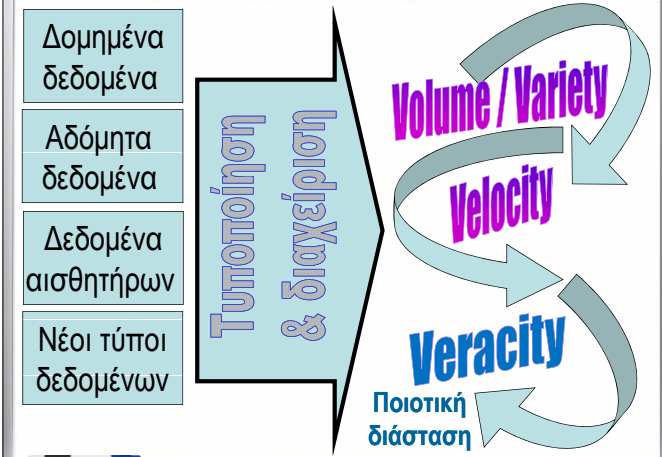 Δομημένα
δεδομένα
Αδόμητα
δεδομένα
Δεδομένα
αισθητήρων
Νέοι τύποι
δεδομένων
Τυποποίηση
& διαχείριση
Volume / Variety
Velocity
Veracity
Ποιοτική
διάσταση